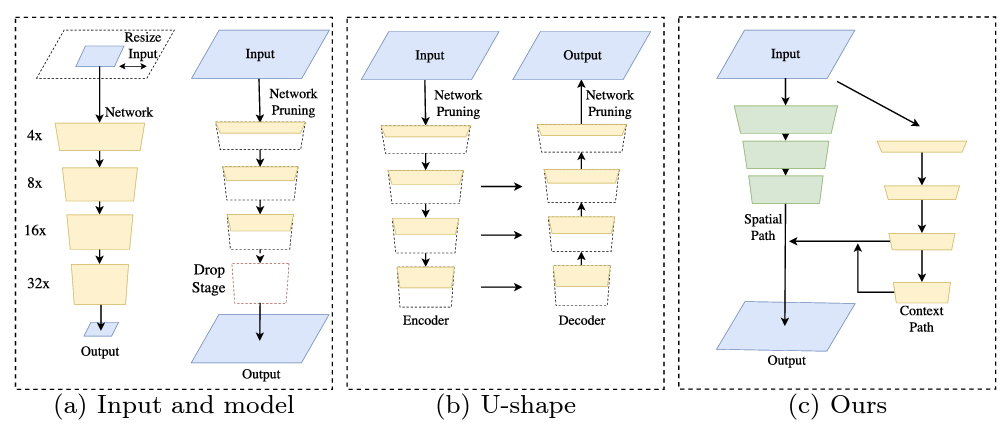 Resize
Input
Network
4x
8x
16x
32x
Output
Input
Network
Pruning
Drop
Stage
Output
(a) Input and model
Input
Network
Pruning
Encoder
Output
Network
Pruning
Decoder
(b) U-shape
Input
Spatial
Path
Context
Path
Output
(c) Ours